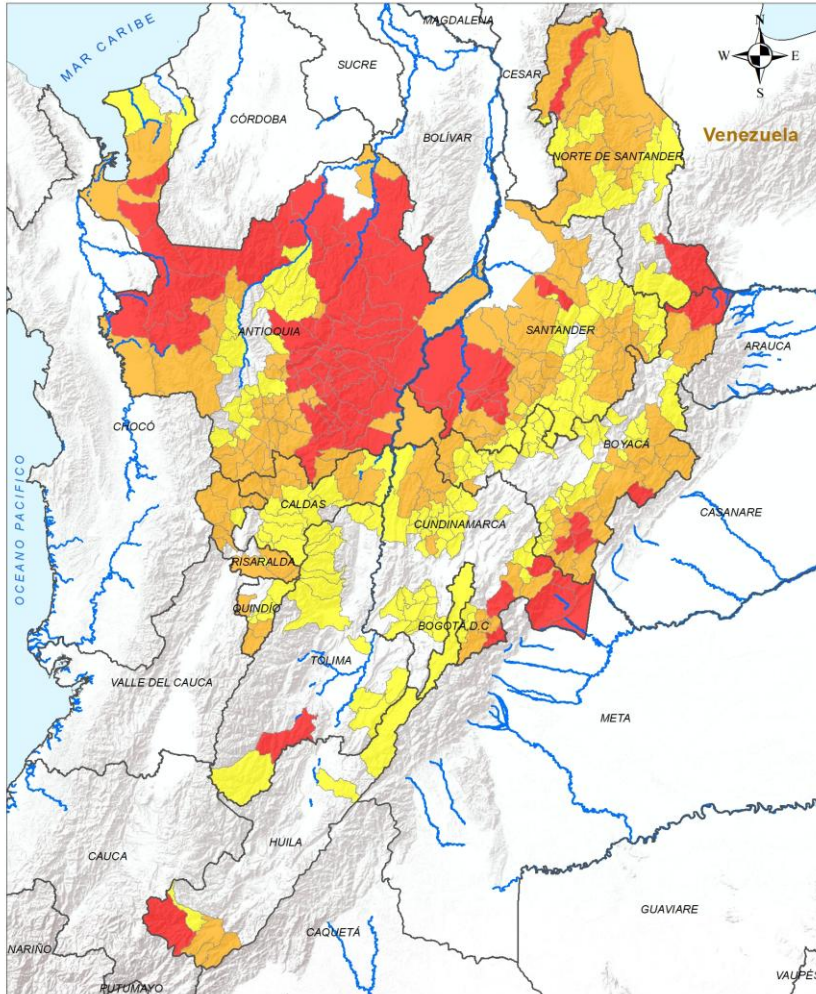 MAGDALENA
MAR CARIBE
N
W E
S
SUCRE
CESAR
CÓRDOBA
BOLÍVAR
Venezuela
NORTE DE SANTANDER
ANTIOQUIA
SANTANDER
ARAUCA
CHOCÓ
BOYACÁ
OCEANO PACIFICO
CALDAS
CUNDINAMARCA
CASANARE
RISARALDA
QUINDÍO
BOGOTÁ D.C
TOLIMA
VALLE DEL CAUCA
META
HUILA
CAUCA
GUAVIARE
CAQUETÁ
NARIÑO
PUTUMAYO
VAUPÉS